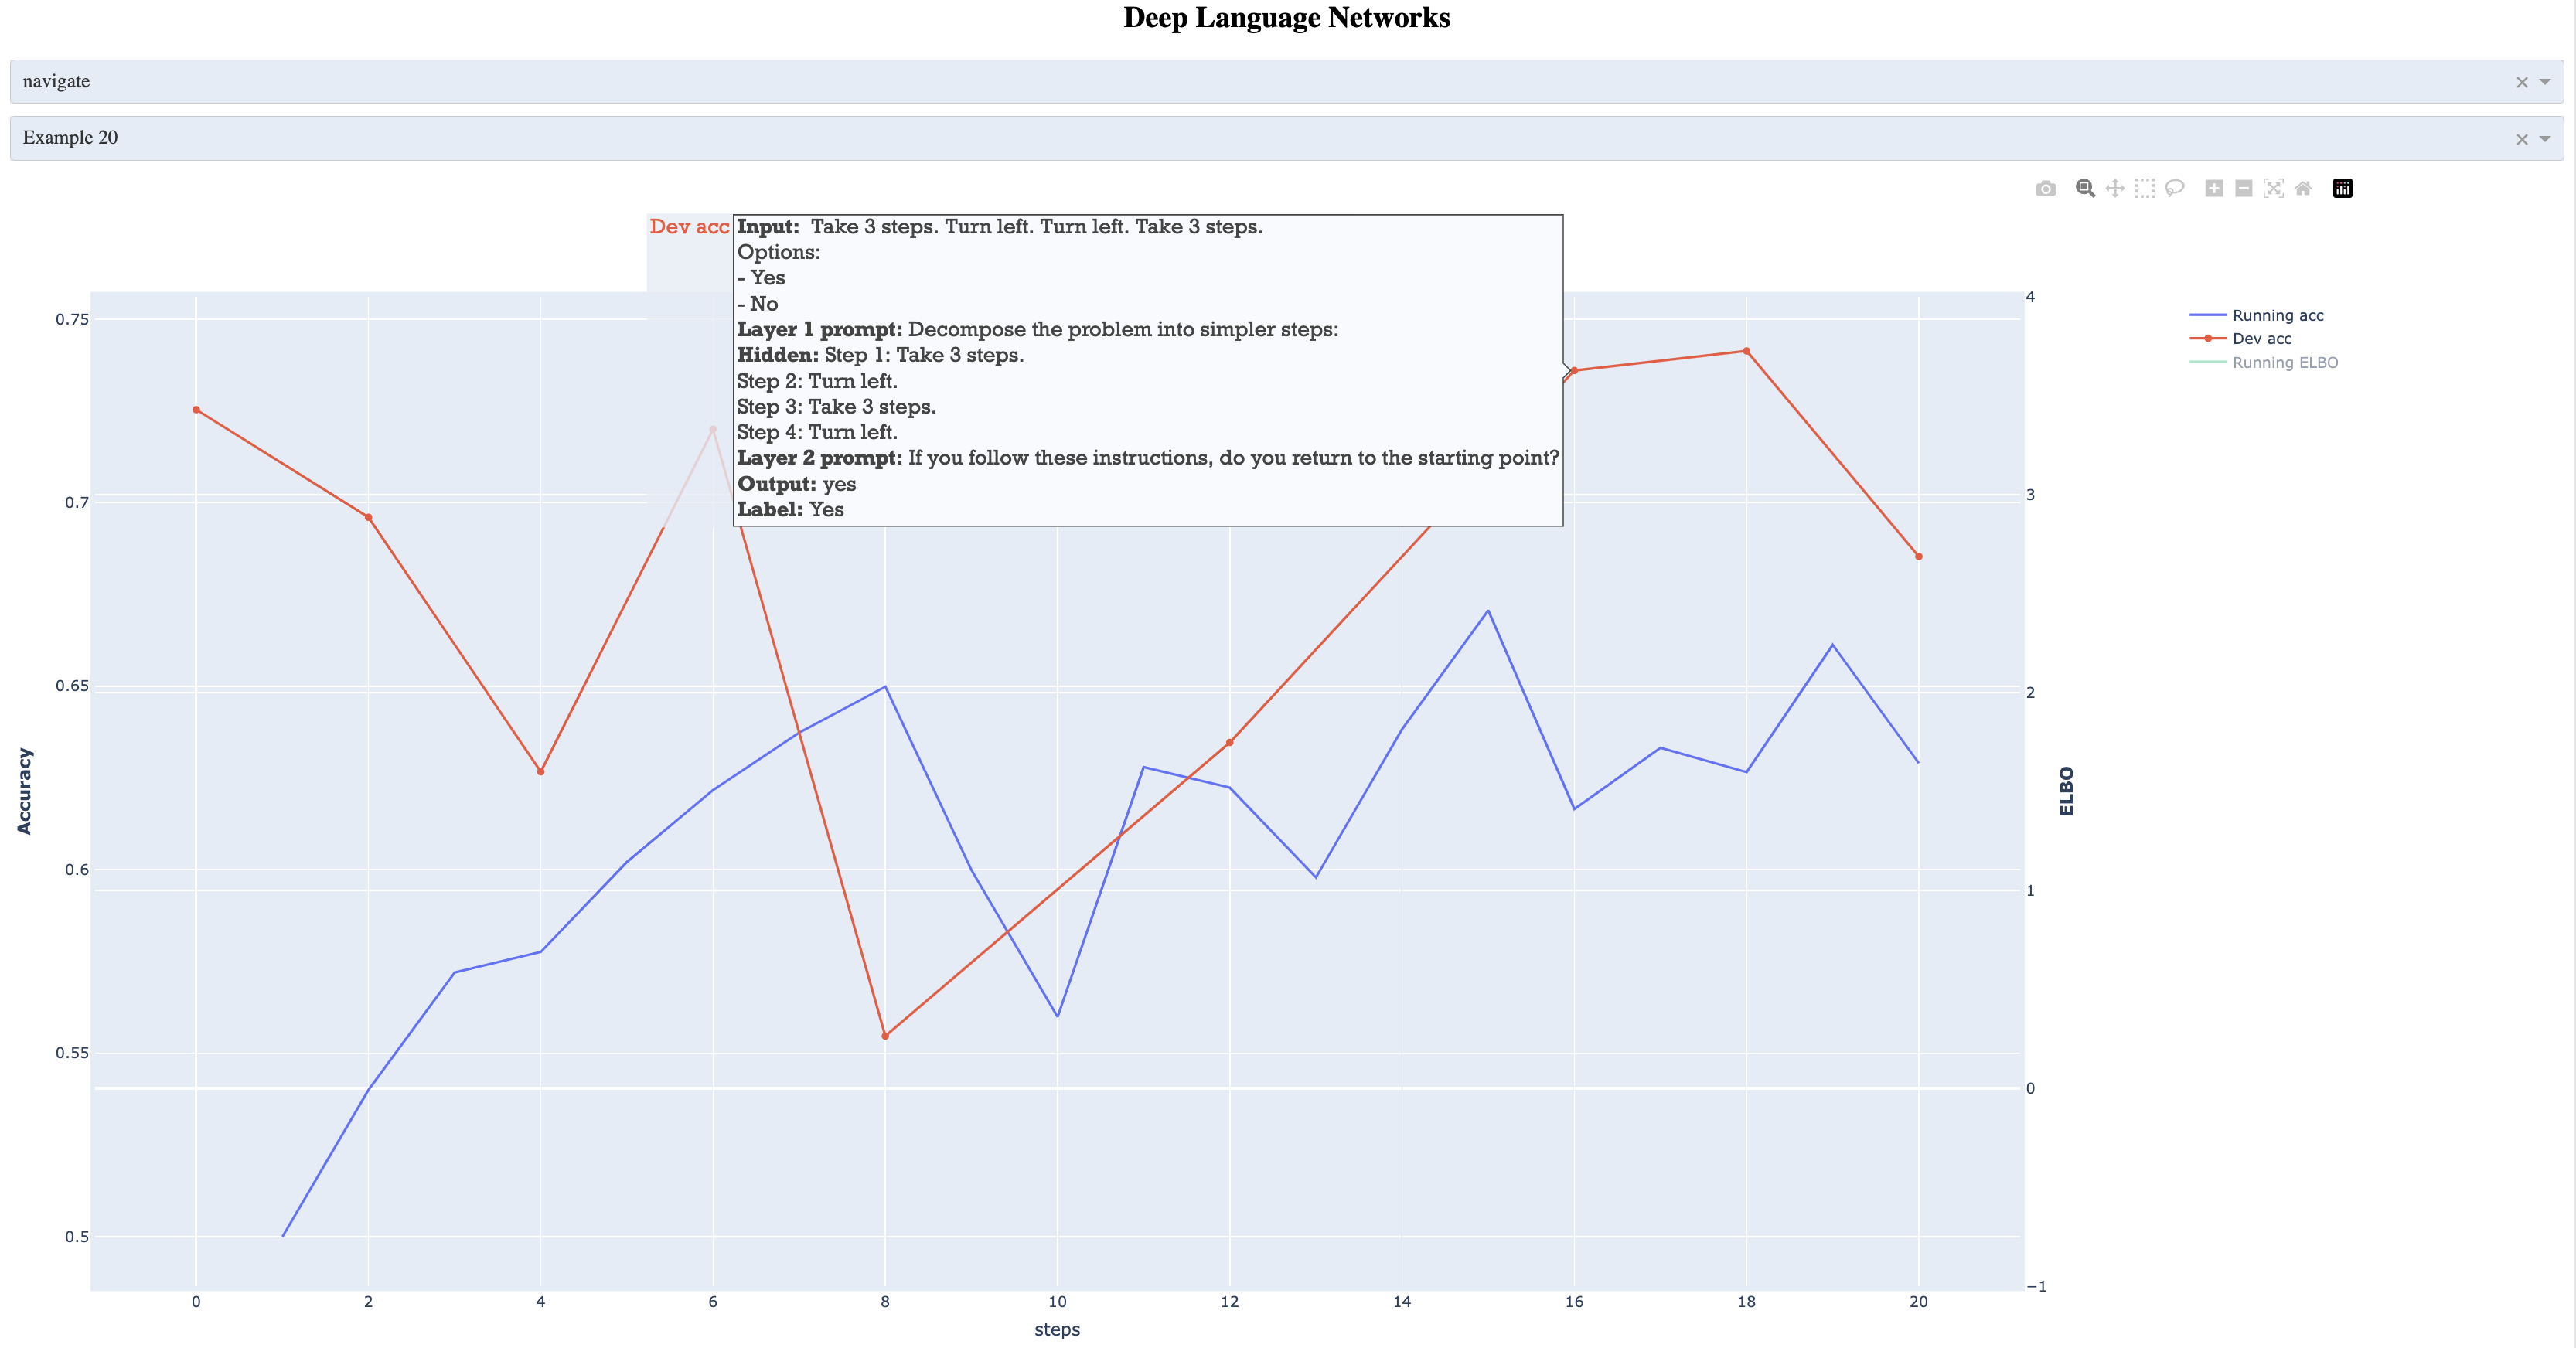 Deep Language Networks
navigate
Example 20
Dev acc
Input: Take 3 steps. Turn left. Turn left. Take 3 steps.
Options:
- Yes
- No
Layer 1 prompt: Decompose the problem into simpler steps:
Hidden: Step 1: Take 3 steps.
Step 2: Turn left.
Step 3: Take 3 steps.
Step 4: Turn left.
Layer 2 prompt: If you follow these instructions, do you return to the starting point?
Output: yes
Label: Yes
Running acc
Dev acc
Running ELBO
Accuracy
0.75
0.7
0.65
0.6
0.55
0.5
ELBO
4
3
2
1
0
−1
0 2 4 6 8 10 12 14 16 18 20
steps